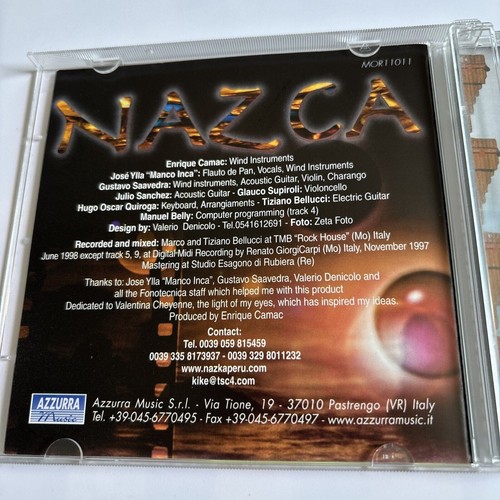 MOR11011
NAZCA
Enrique Camac: Wind Instruments
José Ylla "Manco Inca": Flauto de Pan, Vocals, Wind Instruments
Gustavo Saavedra: Wind instruments, Acoustic Guitar, Violin, Charango
Julio Sanchez: Acoustic Guitar - Glauco Supiroli: Violoncello
Hugo Oscar Quiroga: Keyboard, Arrangiaments - Tiziano Bellucci: Electric Guitar
Manuel Belly: Computer programming (track 4)
Design by: Valerio Denicolo - Tel.0541612691 - Foto: Zeta Foto
Recorded and mixed: Marco and Tiziano Bellucci at TMB "Rock House" (Mo) Italy
June 1998 except track 5, 9, at Digital-Midi Recording by Renato GiorgiCarpi (Mo) Italy, November 1997
Mastering at Studio Esagono di Rubiera (Re)
Thanks to: Jose Ylla "Manco Inca", Gustavo Saavedra, Valerio Denicolo and
all the Fonotecnica staff which helped me with this product
Dedicated to Valentina Cheyenne, the light of my eyes, which has inspired my ideas.
Produced by Enrique Camac
Contact:
Tel. 0039 059 815459
0039 335 8173937 - 0039 329 8011232
www.nazkaperu.com
kike@tsc4.com
AZZURRA
Music
Azzurra Music S.r.l. - Via Tione, 19 - 37010 Pastrengo (VR) Italy
Tel. +39-045-6770495 - Fax +39-045-6770497 - www.azzurramusic.it